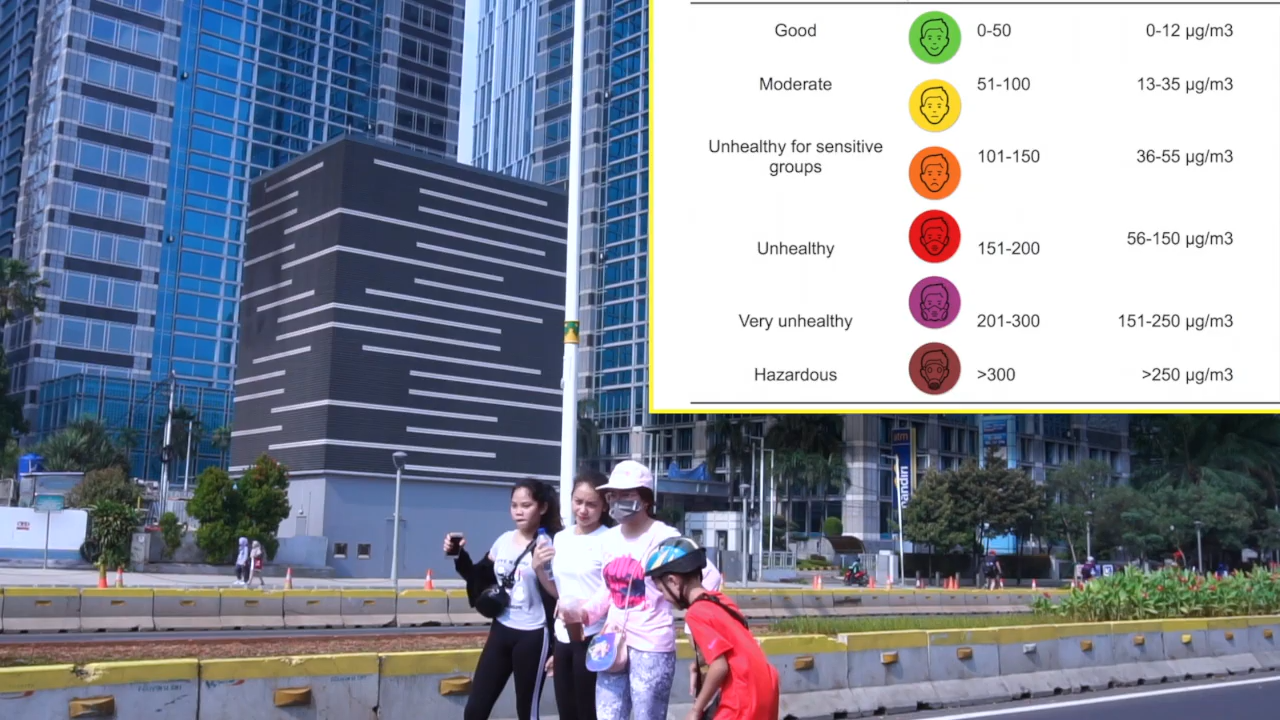 Good 0-50 0-12 µg/m3
Moderate 51-100 13-35 µg/m3
Unhealthy for sensitive
groups 101-150 36-55 µg/m3
Unhealthy 151-200 56-150 µg/m3
Very unhealthy 201-300 151-250 µg/m3
Hazardous >300 >250 µg/m3
atm
mandiri